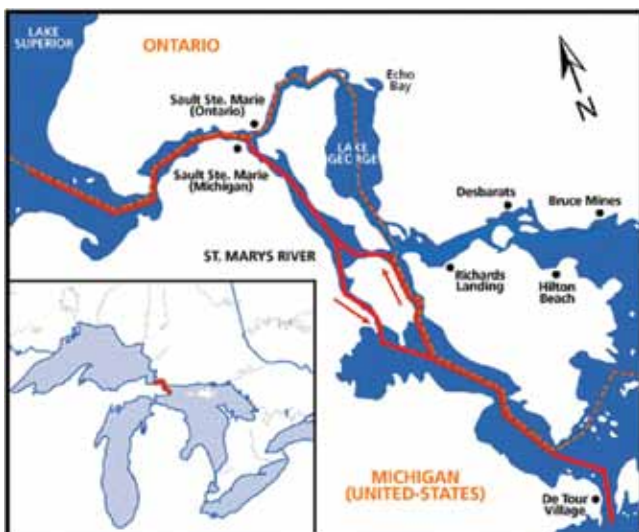 LAKE
SUPERIOR
ONTARIO
Echo
Bay
Sault Ste. Marie
(Ontario)
N
LAKE
GEORGE
Sault Ste. Marie
(Michigan)
Desbarats
Bruce Mines
ST. MARYS RIVER
Richards
Landing
Hilton
Beach
MICHIGAN
(UNITED-STATES)
De Tour
Village